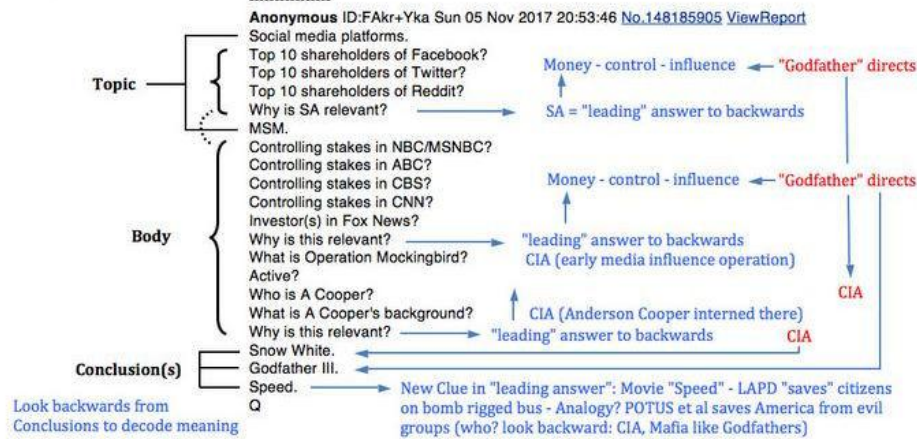 Anonymous ID:FAkr+Yka Sun 05 Nov 2017 20:53:46 No.148185905 ViewReport
Social media platforms.
Top 10 shareholders of Facebook?
Top 10 shareholders of Twitter?
Top 10 shareholders of Reddit?
Why is SA relevant?
MSM.
Topic
Money - control - influence
"Godfather" directs
SA = "leading" answer to backwards
Controlling stakes in NBC/MSNBC?
Controlling stakes in ABC?
Controlling stakes in CBS?
Controlling stakes in CNN?
Investor(s) in Fox News?
Why is this relevant?
What is Operation Mockingbird?
Active?
Who is A Cooper?
What is A Cooper's background?
Why is this relevant?
Body
Money - control - influence
"Godfather" directs
"leading" answer to backwards
CIA (early media influence operation)
CIA
CIA (Anderson Cooper interned there)
"leading" answer to backwards
CIA
Snow White.
Godfather III.
Speed.
Q
Conclusion(s)
Look backwards from
Conclusions to decode meaning
New Clue in "leading answer": Movie "Speed" - LAPD "saves" citizens
on bomb rigged bus - Analogy? POTUS et al saves America from evil
groups (who? look backward: CIA, Mafia like Godfathers)